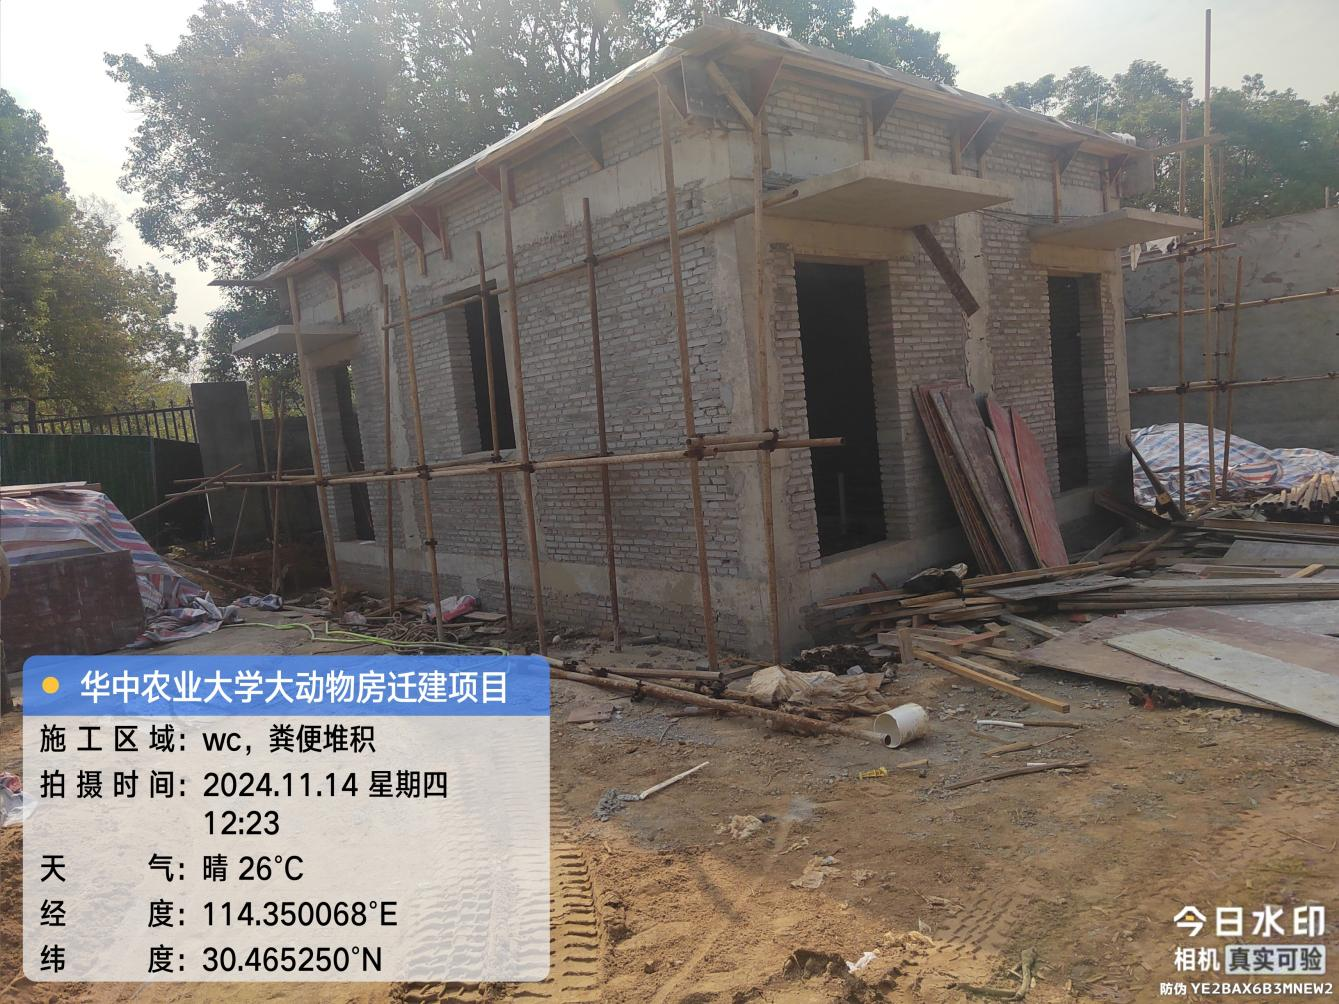 华中农业大学大动物房迁建项目
施工区域：wc，粪便堆积
拍摄时间：2024.11.14 星期四
12:23
天气：晴 26°C
经度：114.350068°E
纬度：30.465250°N
今日水印
相机 真实可验
防伪 YE2BAX6B3MNEW2